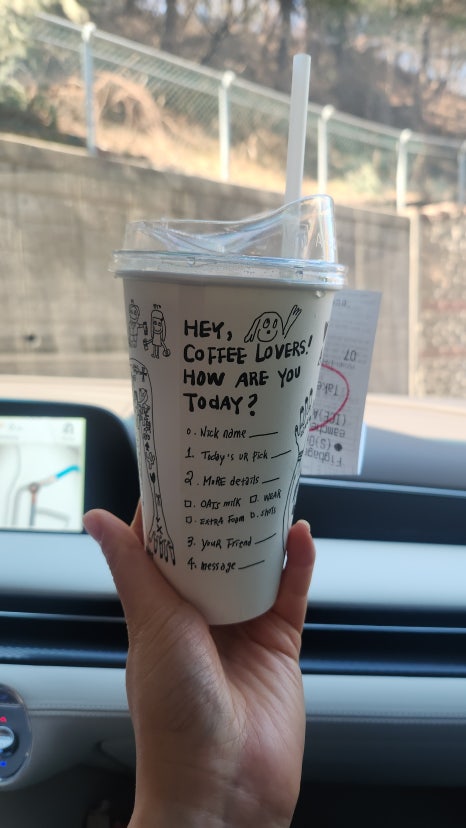 HEY,
COFFEE LOVERS!
HOW ARE YOU
TODAY?
0. Nick name
1. Today's UR Pick
2. MORE details
OATs milk WEAK
EXTRA Foam shots
3. YOUR Friend
4. message
07